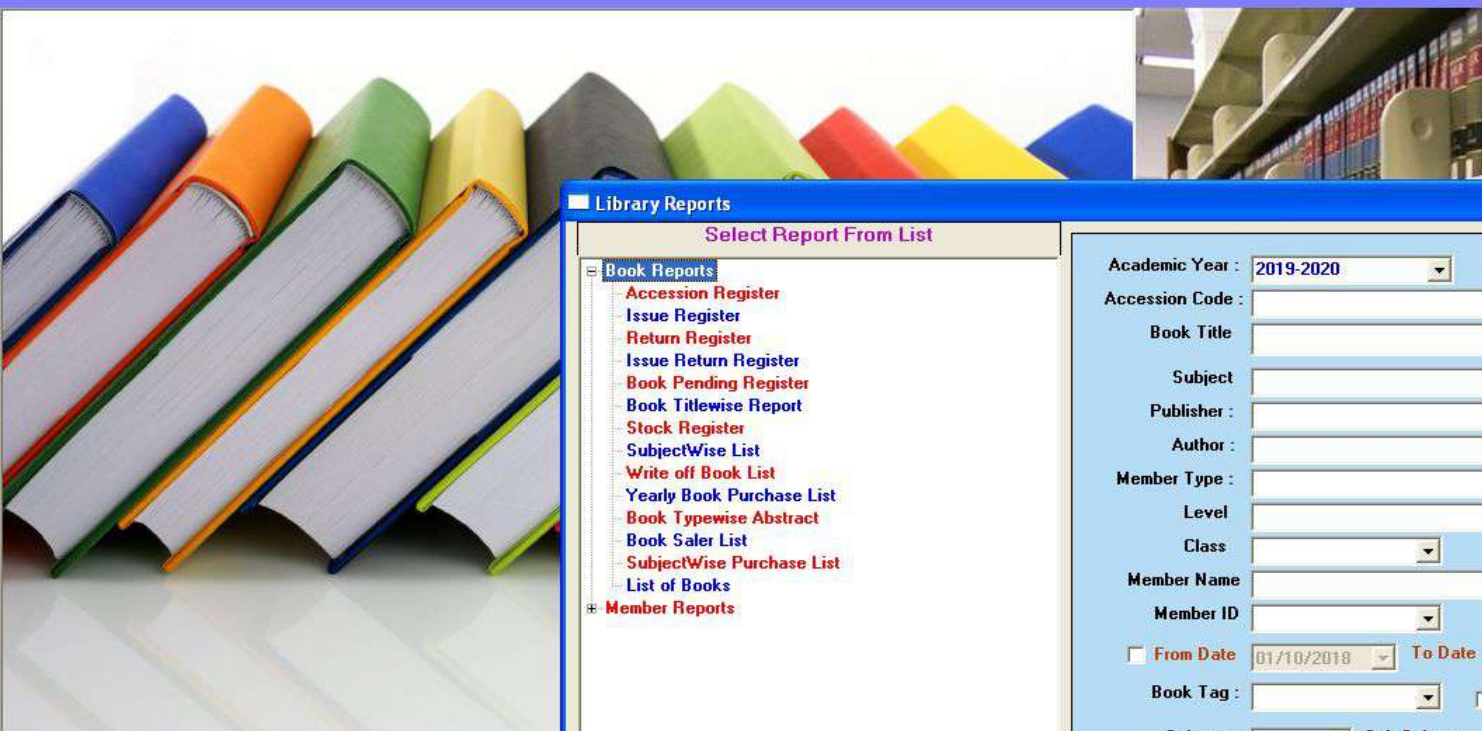 Library Reports
Select Report From List
Book Reports
Accession Register
Issue Register
Return Register
Issue Return Register
Book Pending Register
Book Titlewise Report
Stock Register
SubjectWise List
Write off Book List
Yearly Book Purchase List
Book Typewise Abstract
Book Saler List
SubjectWise Purchase List
List of Books
Member Reports
Academic Year : 2019-2020
Accession Code :
Book Title
Subject
Publisher :
Author :
Member Type :
Level
Class
Member Name
Member ID
From Date 01/10/2018 To Date
Book Tag :